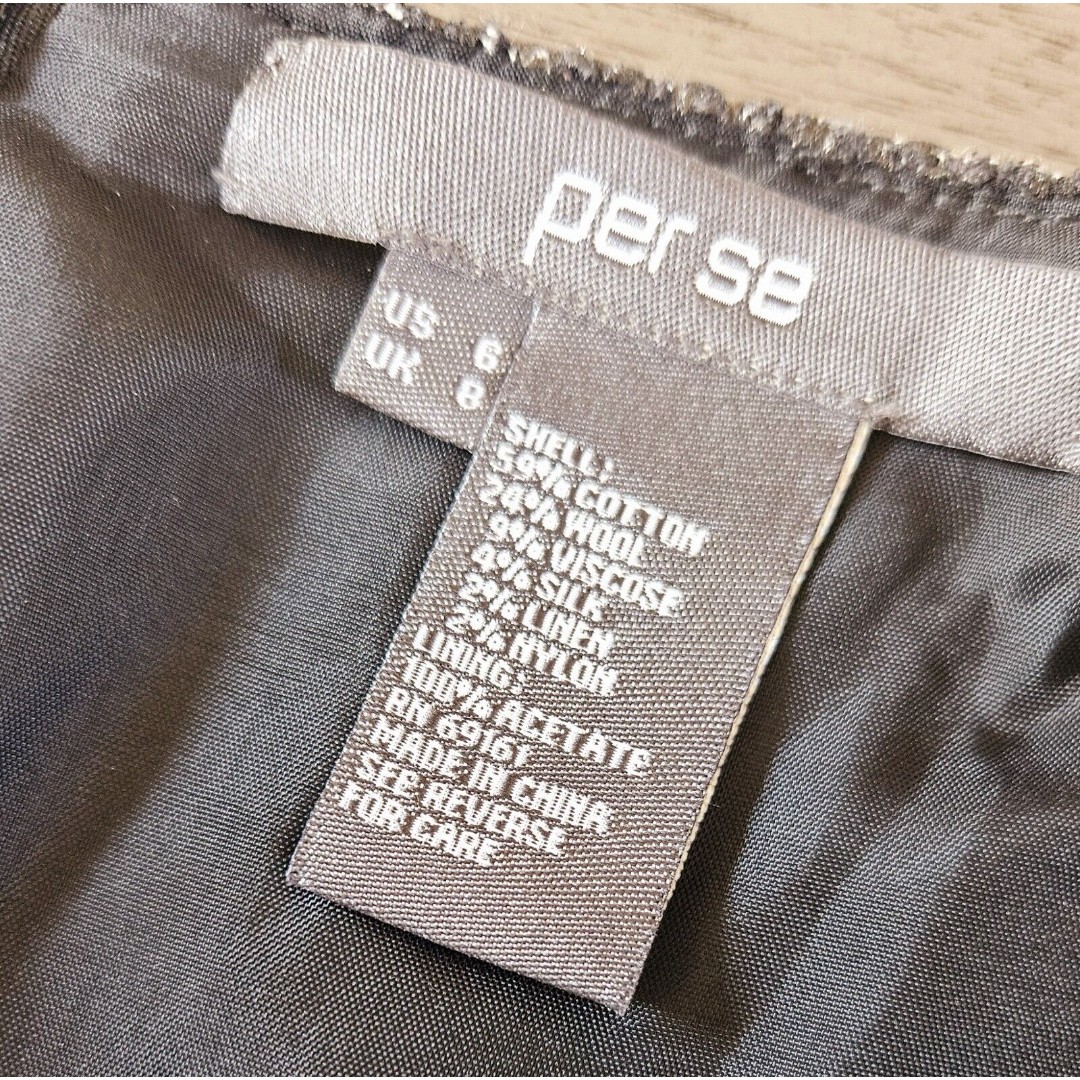 per se
US 6
UK 8
SHELL:
59% COTTON
24% WOOL
9% VISCOSE
4% SILK
2% LINEN
2% NYLON
LINING:
100% ACETATE
RN 69161
MADE IN CHINA
SEE REVERSE
FOR CARE